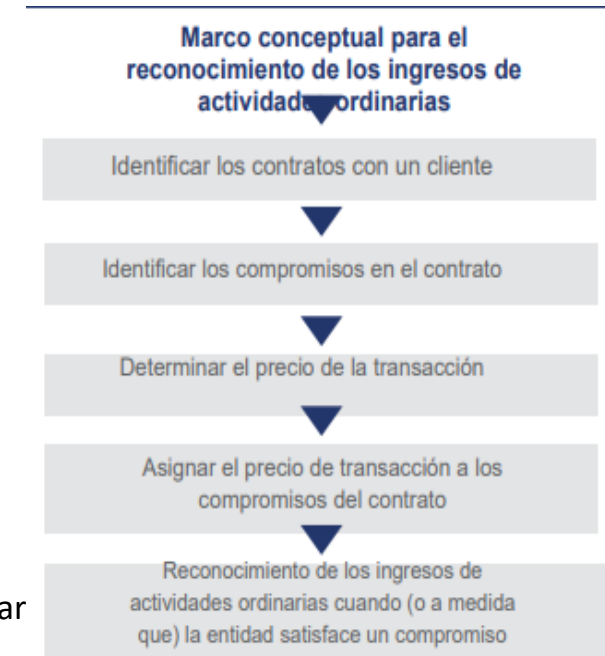 Marco conceptual para el
reconocimiento de los ingresos de
ordinarias
Identificar los contratos con un cliente
Identificar los compromisos en el contrato
Determinar el precio de la transacción
Asignar el precio de transacción a los
compromisos del contrato
Reconocimiento de los ingresos de
actividades ordinarias cuando (o a medida
que) la entidad satisface un compromiso
ar